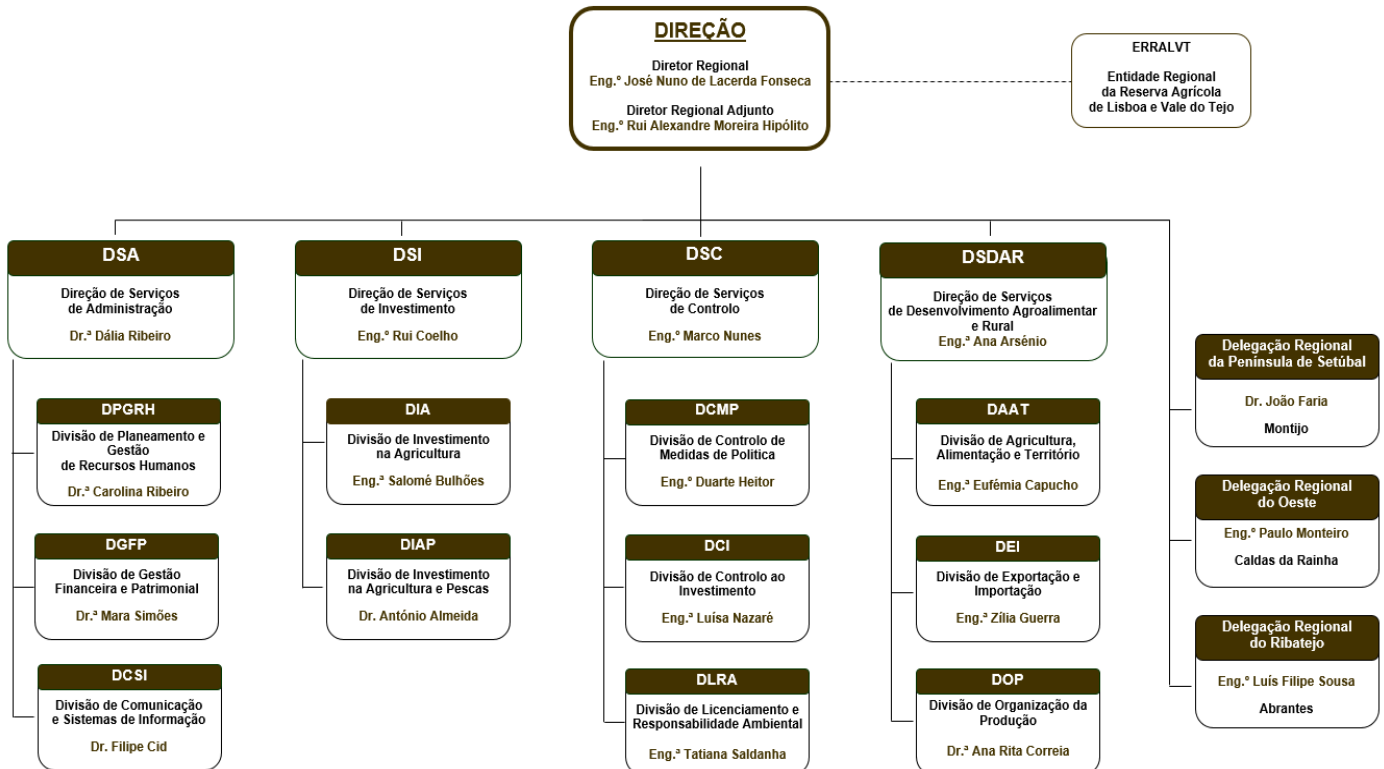 DIREÇÃO
Diretor Regional
Eng.º José Nuno de Lacerda Fonseca
Diretor Regional Adjunto
Eng.º Rui Alexandre Moreira Hipólito
ERRALVT
Entidade Regional
da Reserva Agrícola
de Lisboa e Vale do Tejo
DSA
Direção de Serviços
de Administração
Dr.ª Dália Ribeiro
DPGRH
Divisão de Planeamento e
Gestão
de Recursos Humanos
Dr.ª Carolina Ribeiro
DGFP
Divisão de Gestão
Financeira e Patrimonial
Dr.ª Mara Simões
DCSI
Divisão de Comunicação
e Sistemas de Informação
Dr. Filipe Cid
DSI
Direção de Serviços
de Investimento
Eng.º Rui Coelho
DIA
Divisão de Investimento
na Agricultura
Eng.ª Salomé Bulhões
DIAP
Divisão de Investimento
na Agricultura e Pescas
Dr. António Almeida
DSC
Direção de Serviços
de Controlo
Eng.º Marco Nunes
DCMP
Divisão de Controlo de
Medidas de Politica
Eng.º Duarte Heitor
DCI
Divisão de Controlo ao
Investimento
Eng.ª Luísa Nazaré
DLRA
Divisão de Licenciamento e
Responsabilidade Ambiental
Eng.ª Tatiana Saldanha
DSDAR
Direção de Serviços
de Desenvolvimento Agroalimentar
e Rural
Eng.ª Ana Arsénio
DAAT
Divisão de Agricultura,
Alimentação e Território
Eng.ª Eufémia Capucho
DEI
Divisão de Exportação e
Importação
Eng.ª Zília Guerra
DOP
Divisão de Organização da
Produção
Dr.ª Ana Rita Correia
Delegação Regional
da Península de Setúbal
Dr. João Faria
Montijo
Delegação Regional
do Oeste
Eng.º Paulo Monteiro
Caldas da Rainha
Delegação Regional
do Ribatejo
Eng.º Luís Filipe Sousa
Abrantes